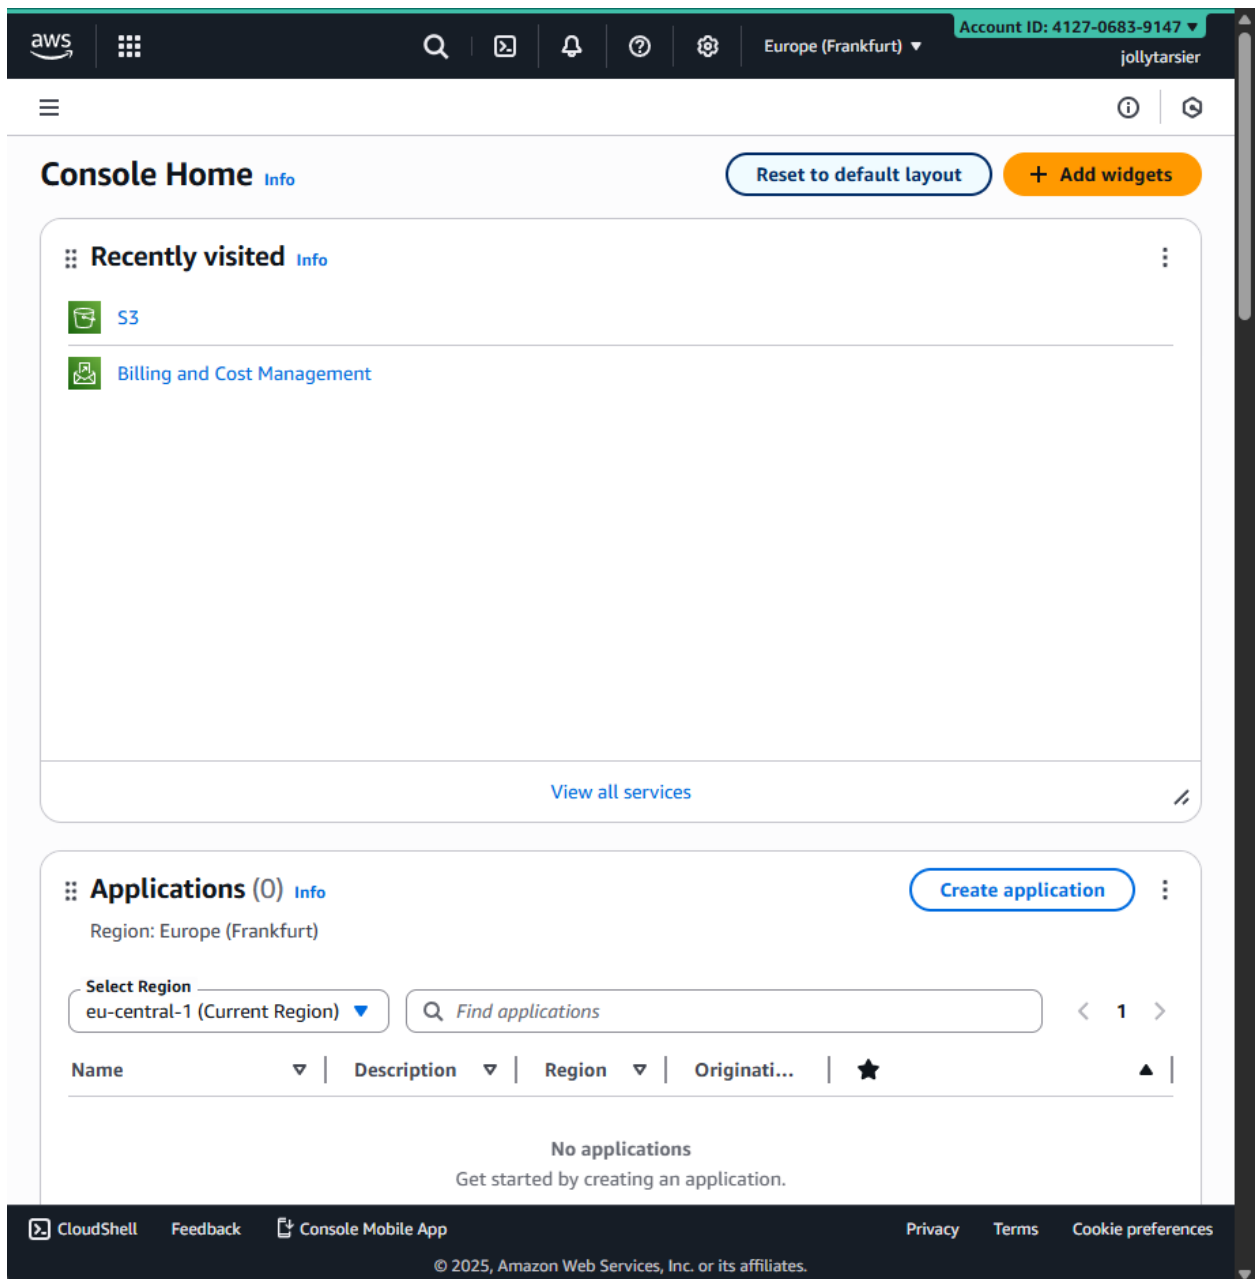 aws
Europe (Frankfurt)
Account ID: 4127-0683-9147
jollytarsier
Console Home Info
Reset to default layout
Add widgets
Recently visited Info
S3
Billing and Cost Management
View all services
Applications (0) Info
Create application
Region: Europe (Frankfurt)
Select Region
eu-central-1 (Current Region)
Find applications
1
Name Description Region Originati...
No applications
Get started by creating an application.
CloudShell Feedback Console Mobile App Privacy Terms Cookie preferences
© 2025, Amazon Web Services, Inc. or its affiliates.